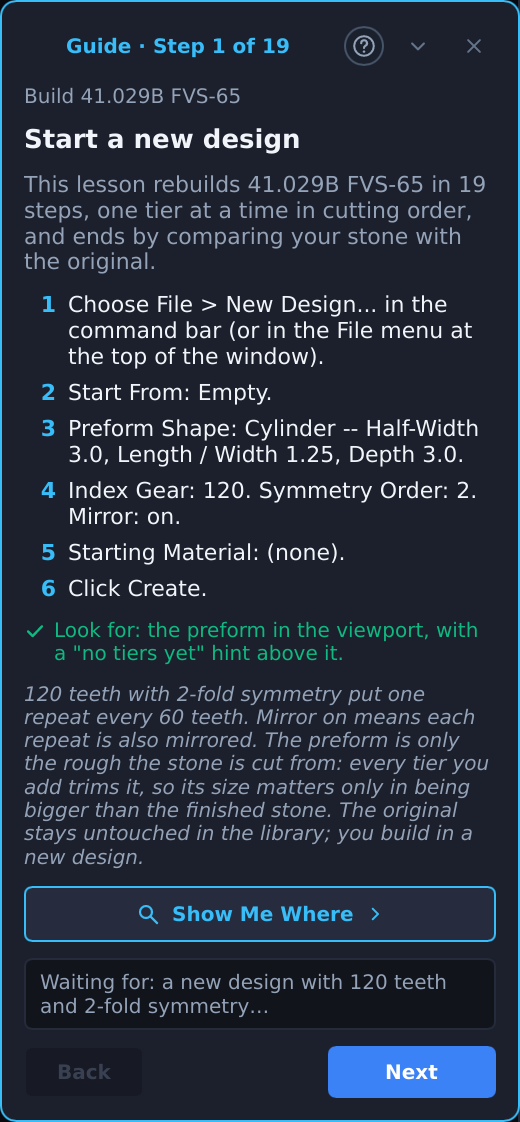 Guide · Step 1 of 19
Build 41.029B FVS-65
Start a new design
This lesson rebuilds 41.029B FVS-65 in 19
steps, one tier at a time in cutting order,
and ends by comparing your stone with
the original.
1 Choose File > New Design... in the
command bar (or in the File menu at
the top of the window).
2 Start From: Empty.
3 Preform Shape: Cylinder -- Half-Width
3.0, Length / Width 1.25, Depth 3.0.
4 Index Gear: 120. Symmetry Order: 2.
Mirror: on.
5 Starting Material: (none).
6 Click Create.
Look for: the preform in the viewport, with
a "no tiers yet" hint above it.
120 teeth with 2-fold symmetry put one
repeat every 60 teeth. Mirror on means each
repeat is also mirrored. The preform is only
the rough the stone is cut from: every tier you
add trims it, so its size matters only in being
bigger than the finished stone. The original
stays untouched in the library; you build in a
new design.
Show Me Where
Waiting for: a new design with 120 teeth
and 2-fold symmetry...
Back
Next